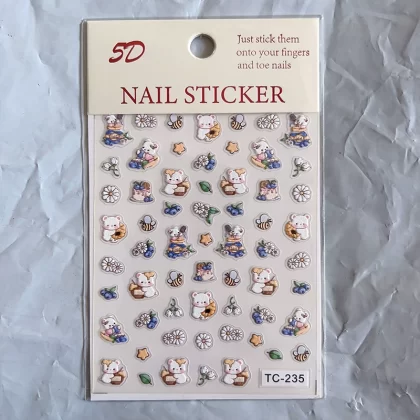 5D
Just stick them
onto your fingers
and toe nails
NAIL STICKER
TC-235